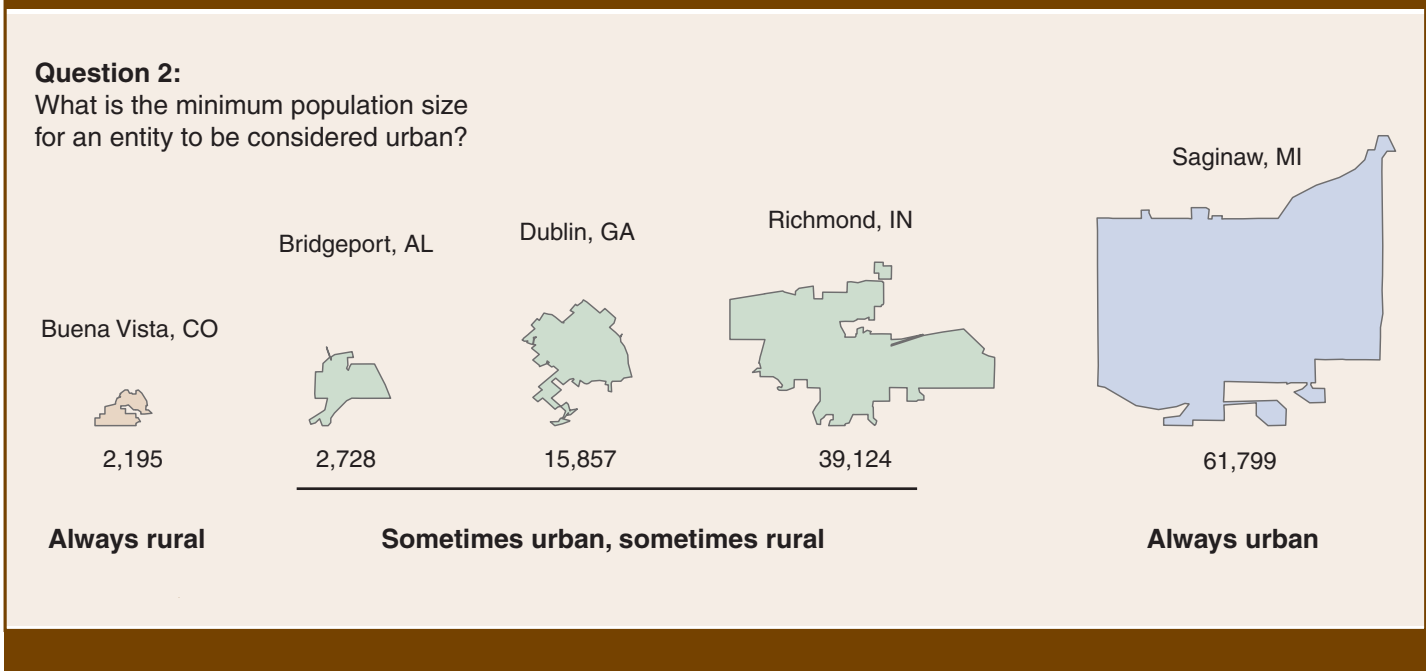 Question 2:
What is the minimum population size
for an entity to be considered urban?
Saginaw, MI
Richmond, IN
Dublin, GA
Bridgeport, AL
Buena Vista, CO
2,195
2,728
15,857
39,124
61,799
Always rural
Sometimes urban, sometimes rural
Always urban